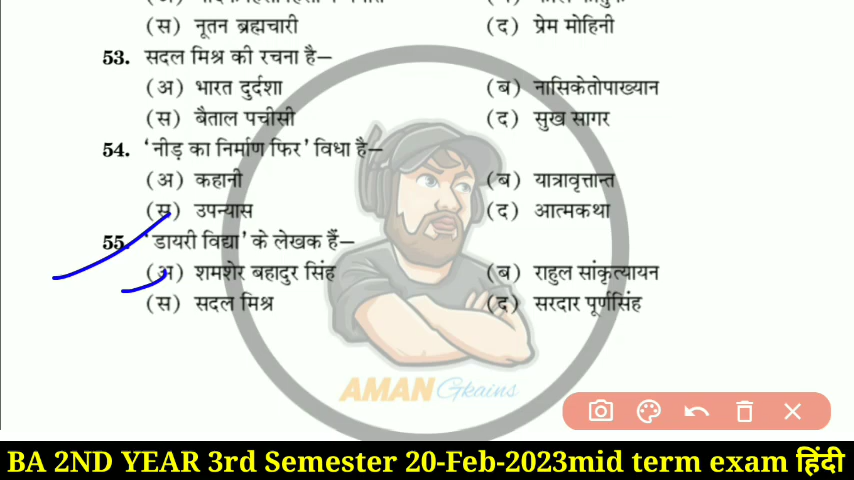 (स) नूतन ब्रह्मचारी (द) प्रेम मोहिनी
53. सदल मिश्र की रचना है–
(अ) भारत दुर्दशा (ब) नासिकेतोपाख्यान
(स) बैताल पचीसी (द) सुख सागर
54. ‘नीड़ का निर्माण फिर’ विधा है–
(अ) कहानी (ब) यात्रावृत्तान्त
(स) उपन्यास (द) आत्मकथा
55. ‘डायरी विद्या’ के लेखक हैं–
(अ) शमशेर बहादुर सिंह (ब) राहुल सांकृत्यायन
(स) सदल मिश्र (द) सरदार पूर्णसिंह
AMAN Gkains
BA 2ND YEAR 3rd Semester 20-Feb-2023mid term exam हिंदी